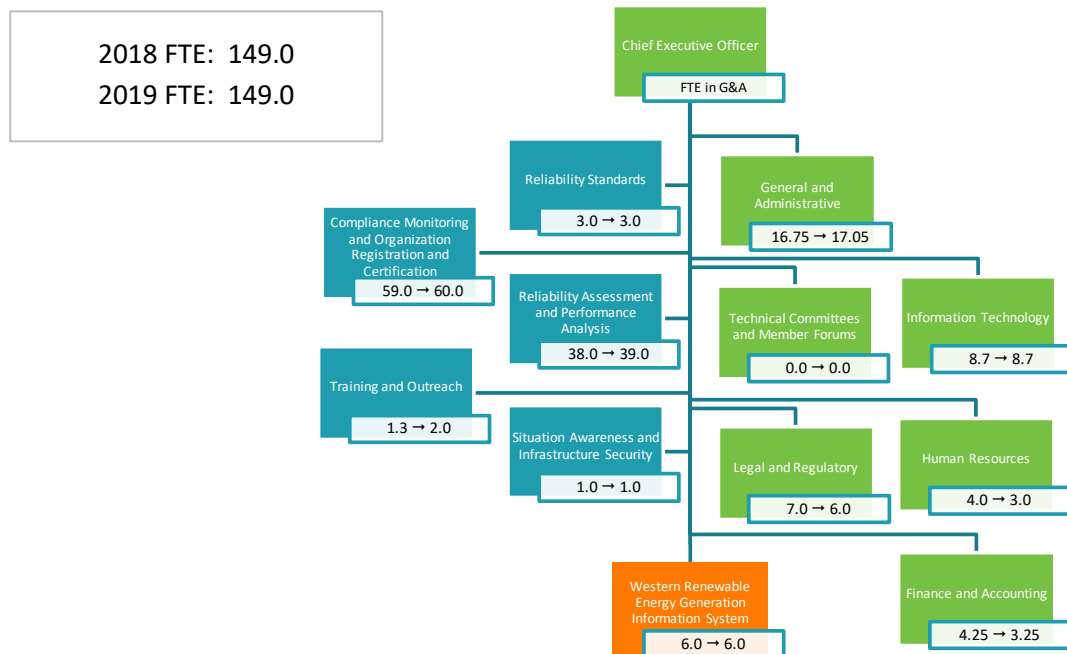 2018 FTE: 149.0
2019 FTE: 149.0
Chief Executive Officer
FTE in G&A
Reliability Standards
3.0 → 3.0
General and
Administrative
16.75 → 17.05
Compliance Monitoring
and Organization
Registration and
Certification
59.0 → 60.0
Reliability Assessment
and Performance
Analysis
38.0 → 39.0
Technical Committees
and Member Forums
0.0 → 0.0
Information Technology
8.7 → 8.7
Training and Outreach
1.3 → 2.0
Situation Awareness and
Infrastructure Security
1.0 → 1.0
Legal and Regulatory
7.0 → 6.0
Human Resources
4.0 → 3.0
Western Renewable
Energy Generation
Information System
6.0 → 6.0
Finance and Accounting
4.25 → 3.25